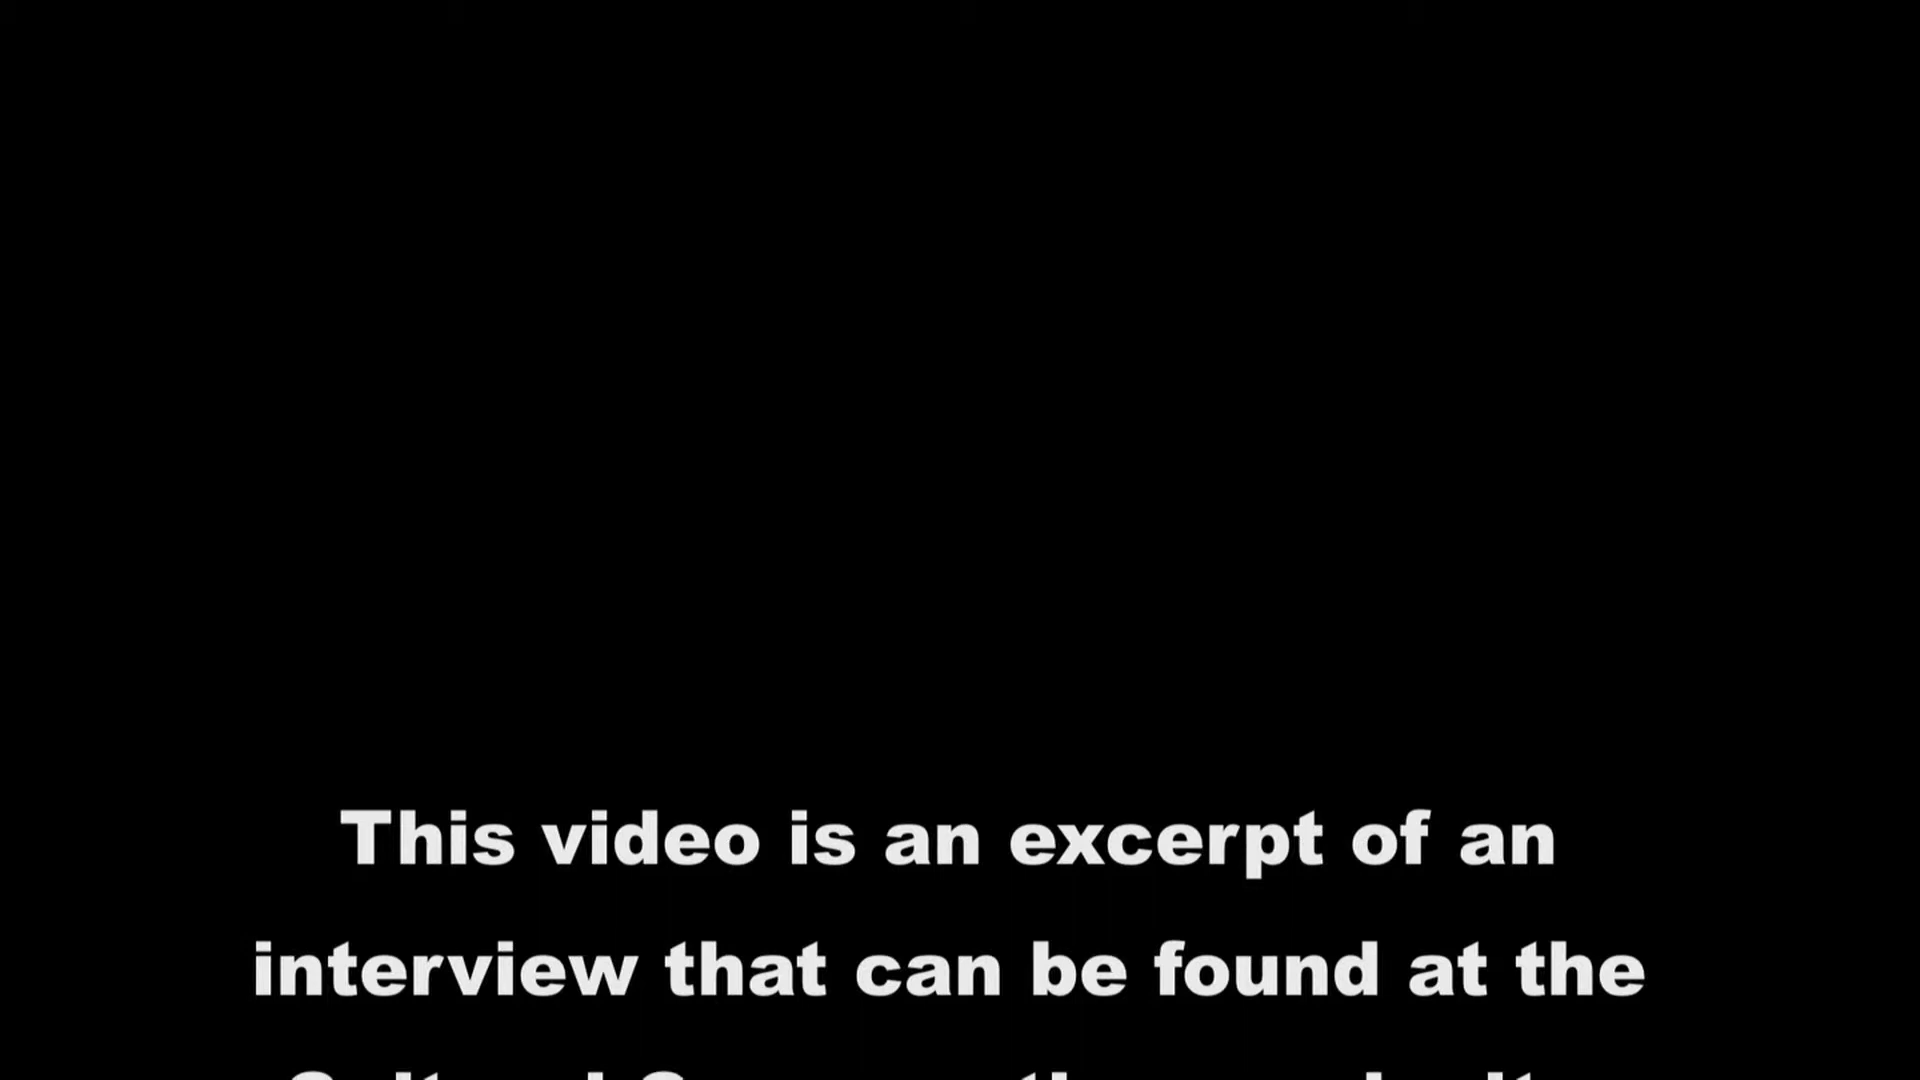 This video is an excerpt of an
interview that can be found at the